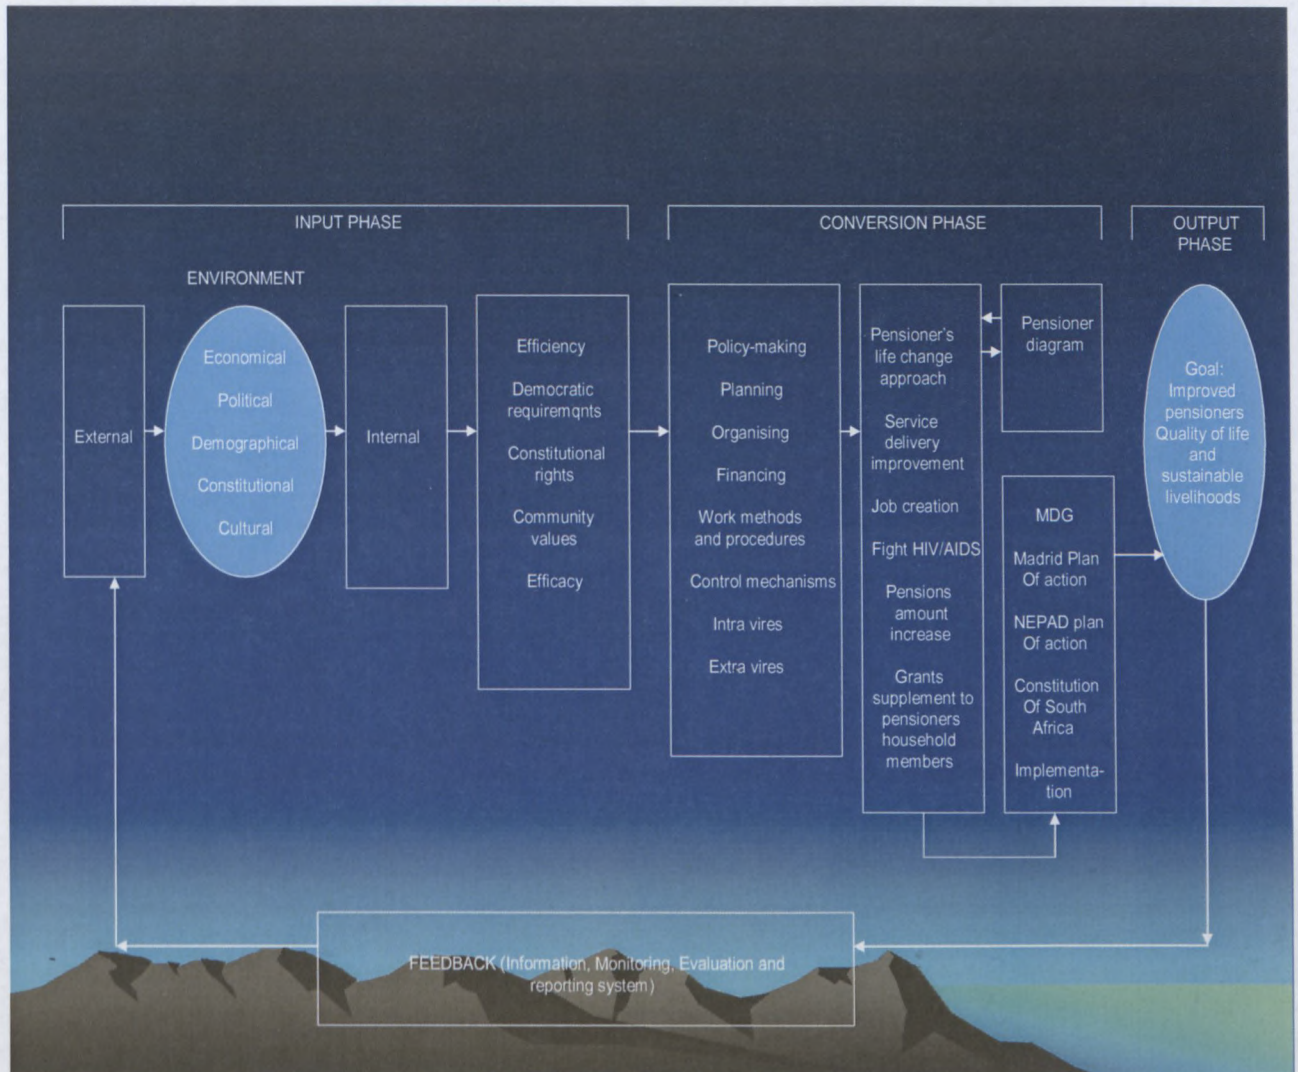 INPUT PHASE
CONVERSION PHASE
OUTPUT
PHASE
ENVIRONMENT
External
Economical
Political
Demographical
Constitutional
Cultural
Internal
Efficiency
Democratic
requiremqnts
Constitutional
rights
Community
values
Efficacy
Policy-making
Planning
Organising
Financing
Work methods
and procedures
Control mechanisms
Intra vires
Extra vires
Pensioner's
life change
approach
Service
delivery
improvement
Job creation
Fight HIV/AIDS
Pensions
amount
increase
Grants
supplement to
pensioners
household
members
Pensioner
diagram
MDG
Madrid Plan
Of action
NEPAD plan
Of action
Constitution
Of South
Africa
Implementa-
tion
Goal:
Improved
pensioners
Quality of life
and
sustainable
livelihoods
FEEDBACK (Information, Monitoring, Evaluation and
reporting system)